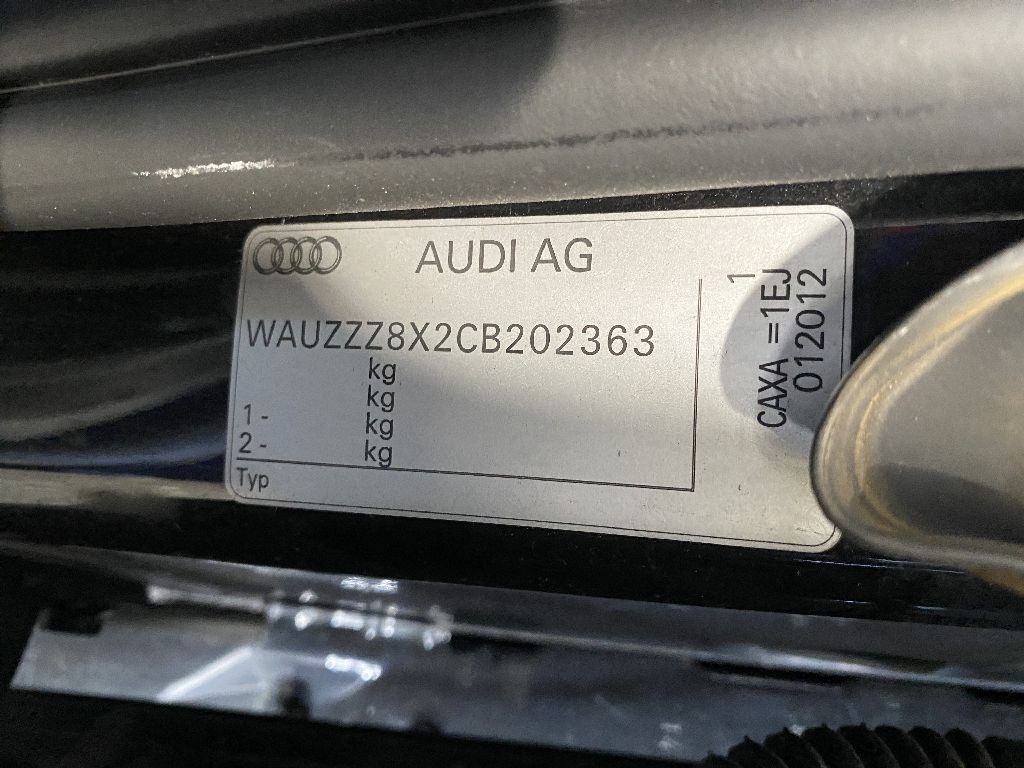 AUDI AG
WAUZZZ8X2CB202363
kg
kg
1 - kg
2 - kg
Typ
1
CAXA =1EJ
012012